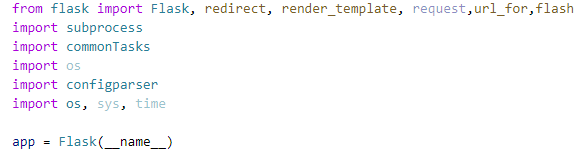 from flask import Flask, redirect, render_template, request,url_for,flash
import subprocess
import commonTasks
import os
import configparser
import os, sys, time
app = Flask(__name__)